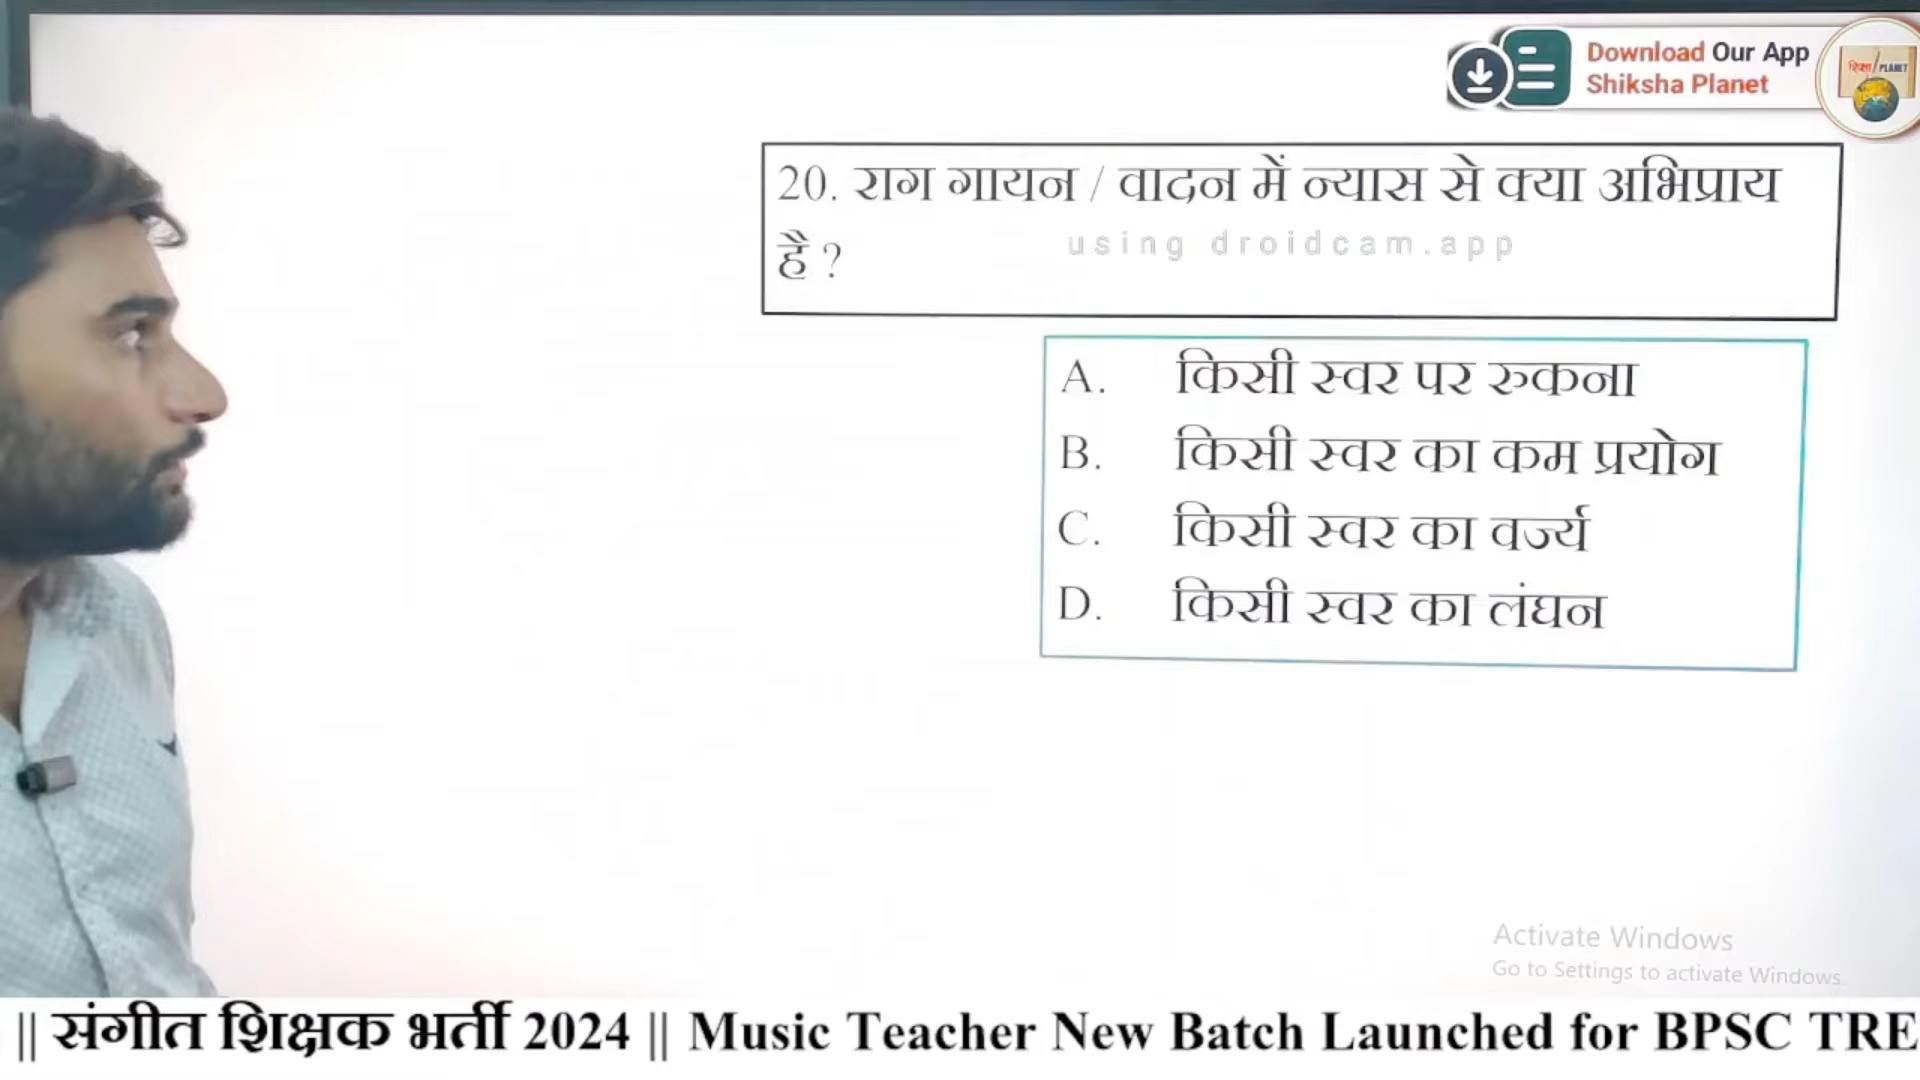 Download Our App
Shiksha Planet
शिक्षा PLANET
20. राग गायन / वादन में न्यास से क्या अभिप्राय
है ?
using droidcam.app
A. किसी स्वर पर रुकना
B. किसी स्वर का कम प्रयोग
C. किसी स्वर का वर्ज्य
D. किसी स्वर का लंघन
Activate Windows
Go to Settings to activate Windows.
|| संगीत शिक्षक भर्ती 2024 || Music Teacher New Batch Launched for BPSC TRE